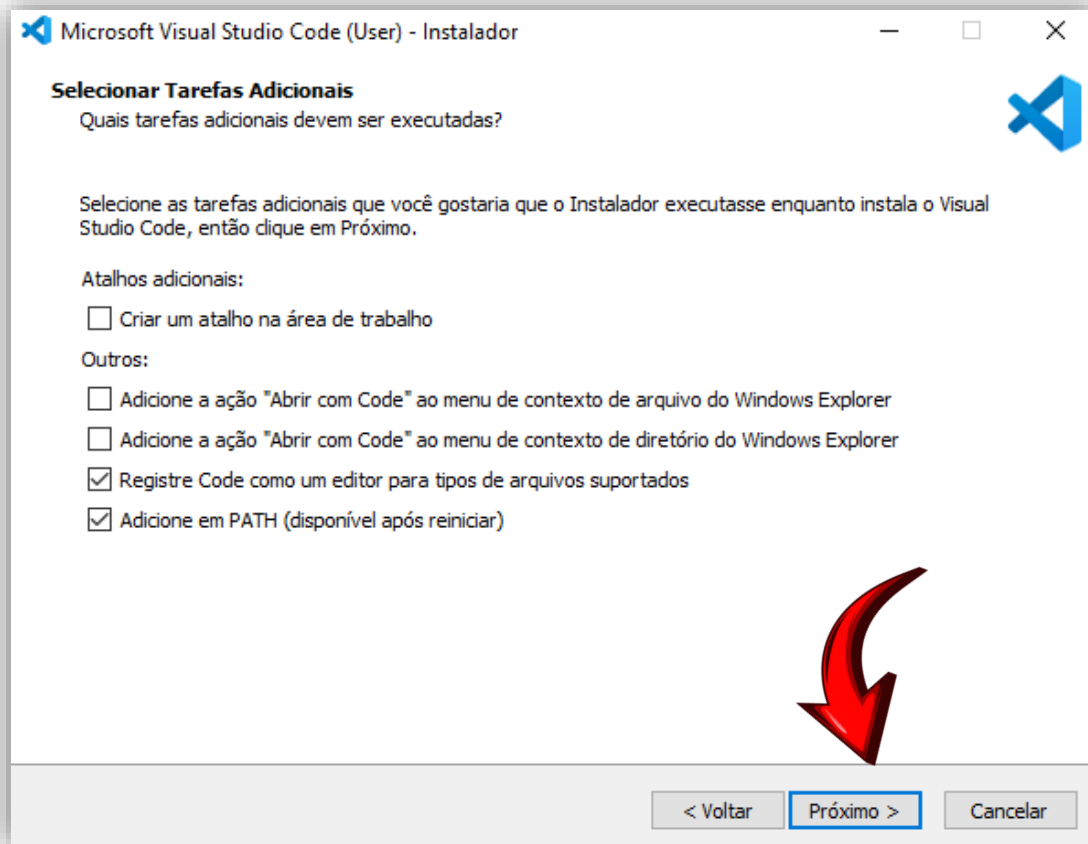 Microsoft Visual Studio Code (User) - Instalador
Selecionar Tarefas Adicionais
Quais tarefas adicionais devem ser executadas?
Selecione as tarefas adicionais que você gostaria que o Instalador executasse enquanto instala o Visual
Studio Code, então clique em Próximo.
Atalhos adicionais:
Criar um atalho na área de trabalho
Outros:
Adicione a ação "Abrir com Code" ao menu de contexto de arquivo do Windows Explorer
Adicione a ação "Abrir com Code" ao menu de contexto de diretório do Windows Explorer
Registre Code como um editor para tipos de arquivos suportados
Adicione em PATH (disponível após reiniciar)
< Voltar Próximo > Cancelar